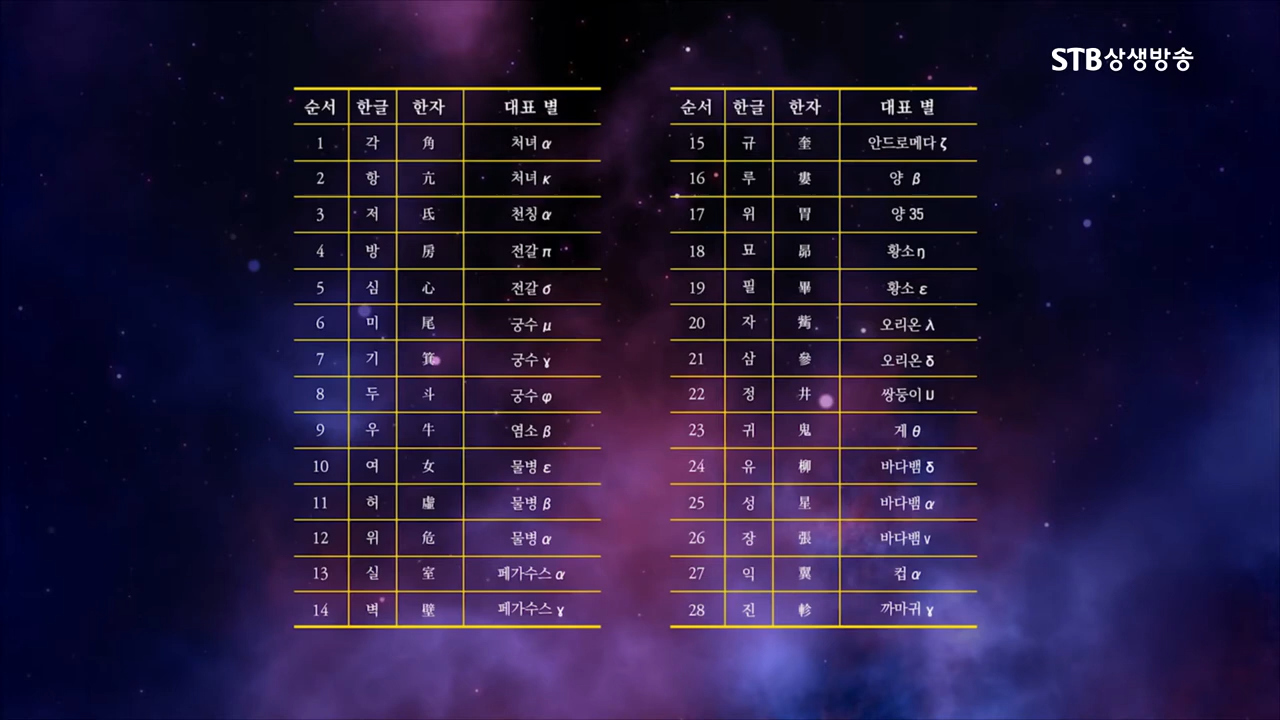 STB상생방송
순서 한글 한자 대표 별
1 각 角 처녀 α
2 항 亢 처녀 κ
3 저 氐 천칭 α
4 방 房 전갈 π
5 심 心 전갈 σ
6 미 尾 궁수 μ
7 기 箕 궁수 γ
8 두 斗 궁수 φ
9 우 牛 염소 β
10 여 女 물병 ε
11 허 虛 물병 β
12 위 危 물병 α
13 실 室 페가수스 α
14 벽 壁 페가수스 γ
순서 한글 한자 대표 별
15 규 奎 안드로메다 ζ
16 루 婁 양 β
17 위 胃 양 35
18 묘 昴 황소 η
19 필 畢 황소 ε
20 자 觜 오리온 λ
21 삼 參 오리온 δ
22 정 井 쌍둥이 μ
23 귀 鬼 게 θ
24 유 柳 바다뱀 δ
25 성 星 바다뱀 α
26 장 張 바다뱀 ν
27 익 翼 컵 α
28 진 軫 까마귀 γ